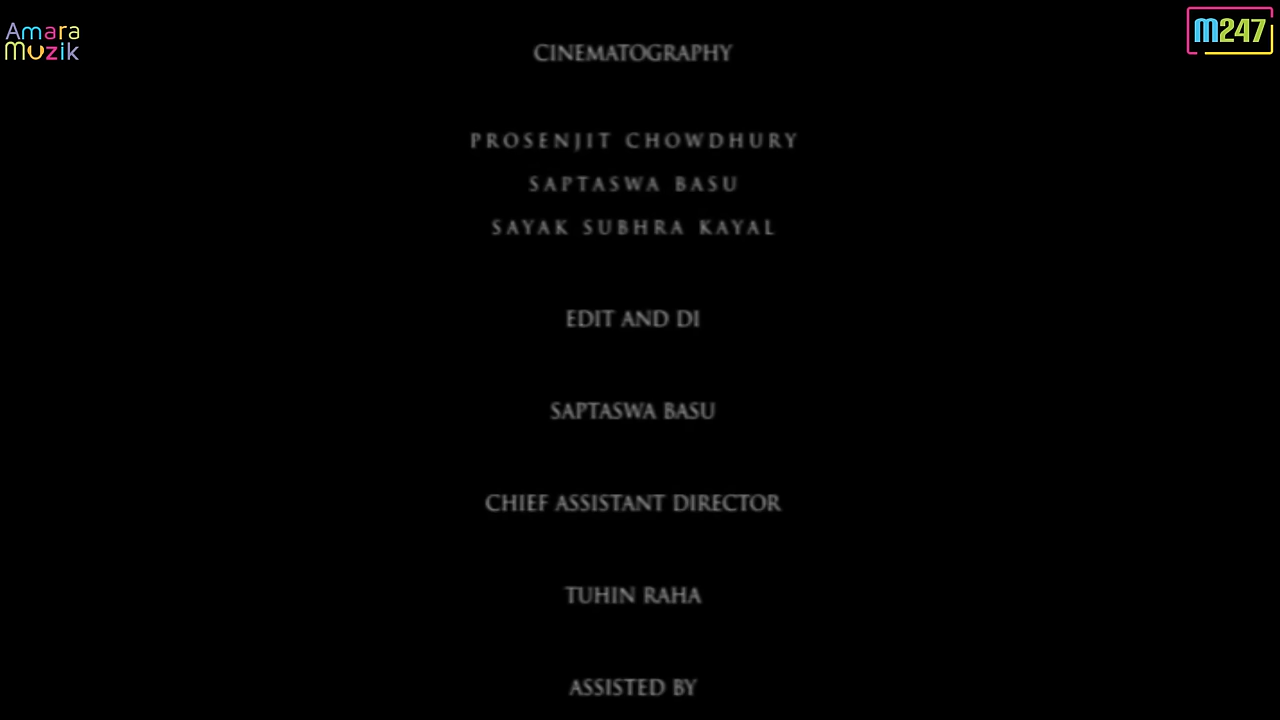 Amara
Muzik
m247
CINEMATOGRAPHY
PROSENJIT CHOWDHURY
SAPTASWA BASU
SAYAK SUBHRA KAYAL
EDIT AND DI
SAPTASWA BASU
CHIEF ASSISTANT DIRECTOR
TUHIN RAHA
ASSISTED BY